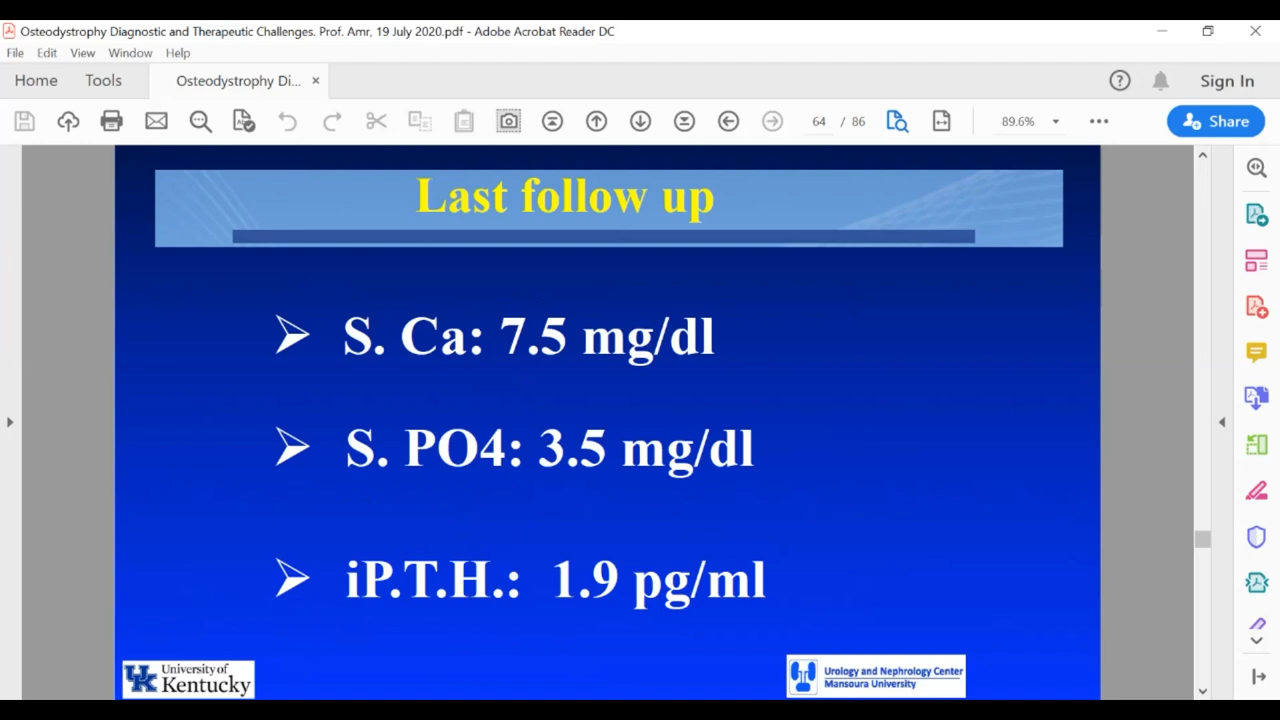 Osteodystrophy Diagnostic and Therapeutic Challenges. Prof. Amr, 19 July 2020.pdf - Adobe Acrobat Reader DC
File Edit View Window Help
Home Tools Osteodystrophy Di... × Sign In
64 / 86 89.6% Share
Last follow up
S. Ca: 7.5 mg/dl
S. PO4: 3.5 mg/dl
iP.T.H.: 1.9 pg/ml
UK University of
Kentucky
Urology and Nephrology Center
Mansoura University